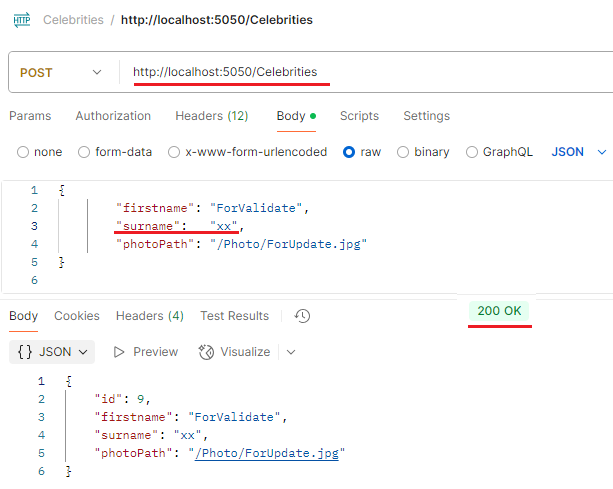 HTTP Celebrities / http://localhost:5050/Celebrities
POST http://localhost:5050/Celebrities
Params Authorization Headers (12) Body Scripts Settings
none form-data x-www-form-urlencoded raw binary GraphQL JSON
1 {
2 "firstname": "ForValidate",
3 "surname": "xx",
4 "photoPath": "/Photo/ForUpdate.jpg"
5 }
6
Body Cookies Headers (4) Test Results 200 OK
{} JSON Preview Visualize
1 {
2 "id": 9,
3 "firstname": "ForValidate",
4 "surname": "xx",
5 "photoPath": "/Photo/ForUpdate.jpg"
6 }